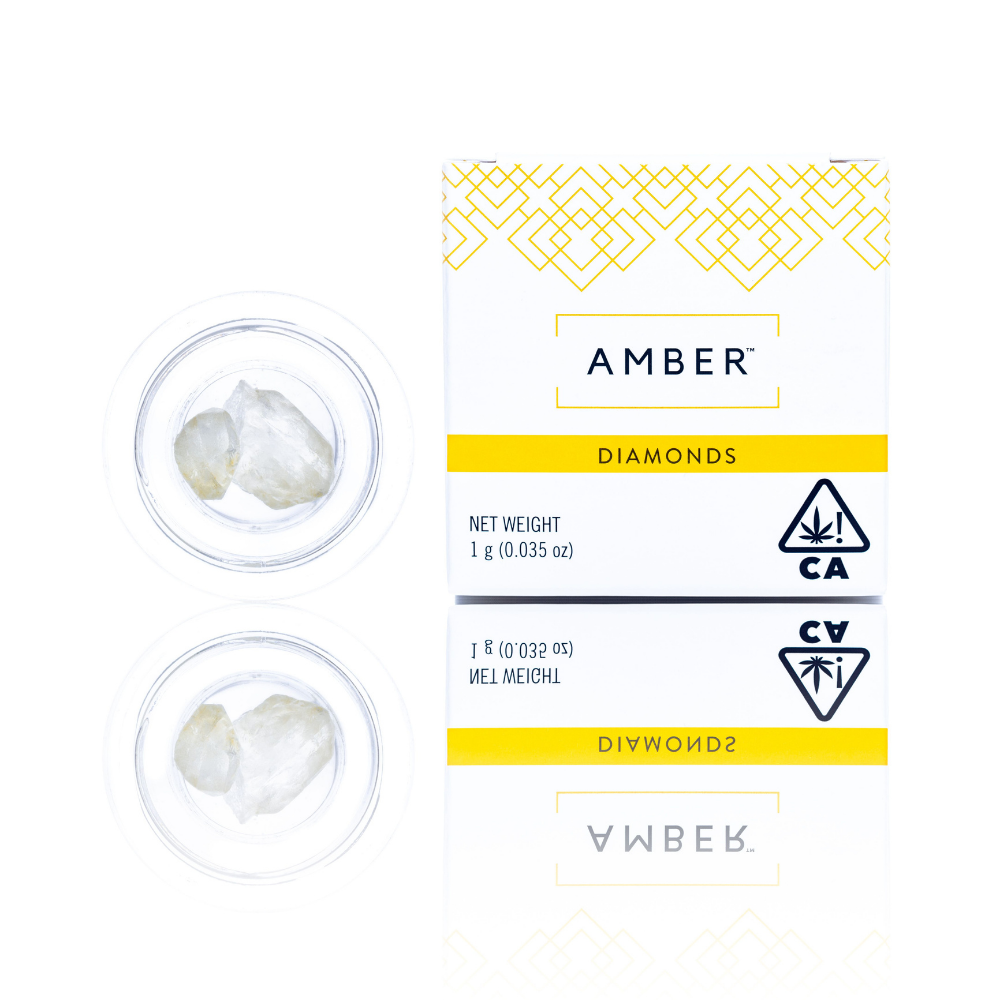 AMBER™
DIAMONDS
NET WEIGHT
1 g (0.035 oz)
!
CA